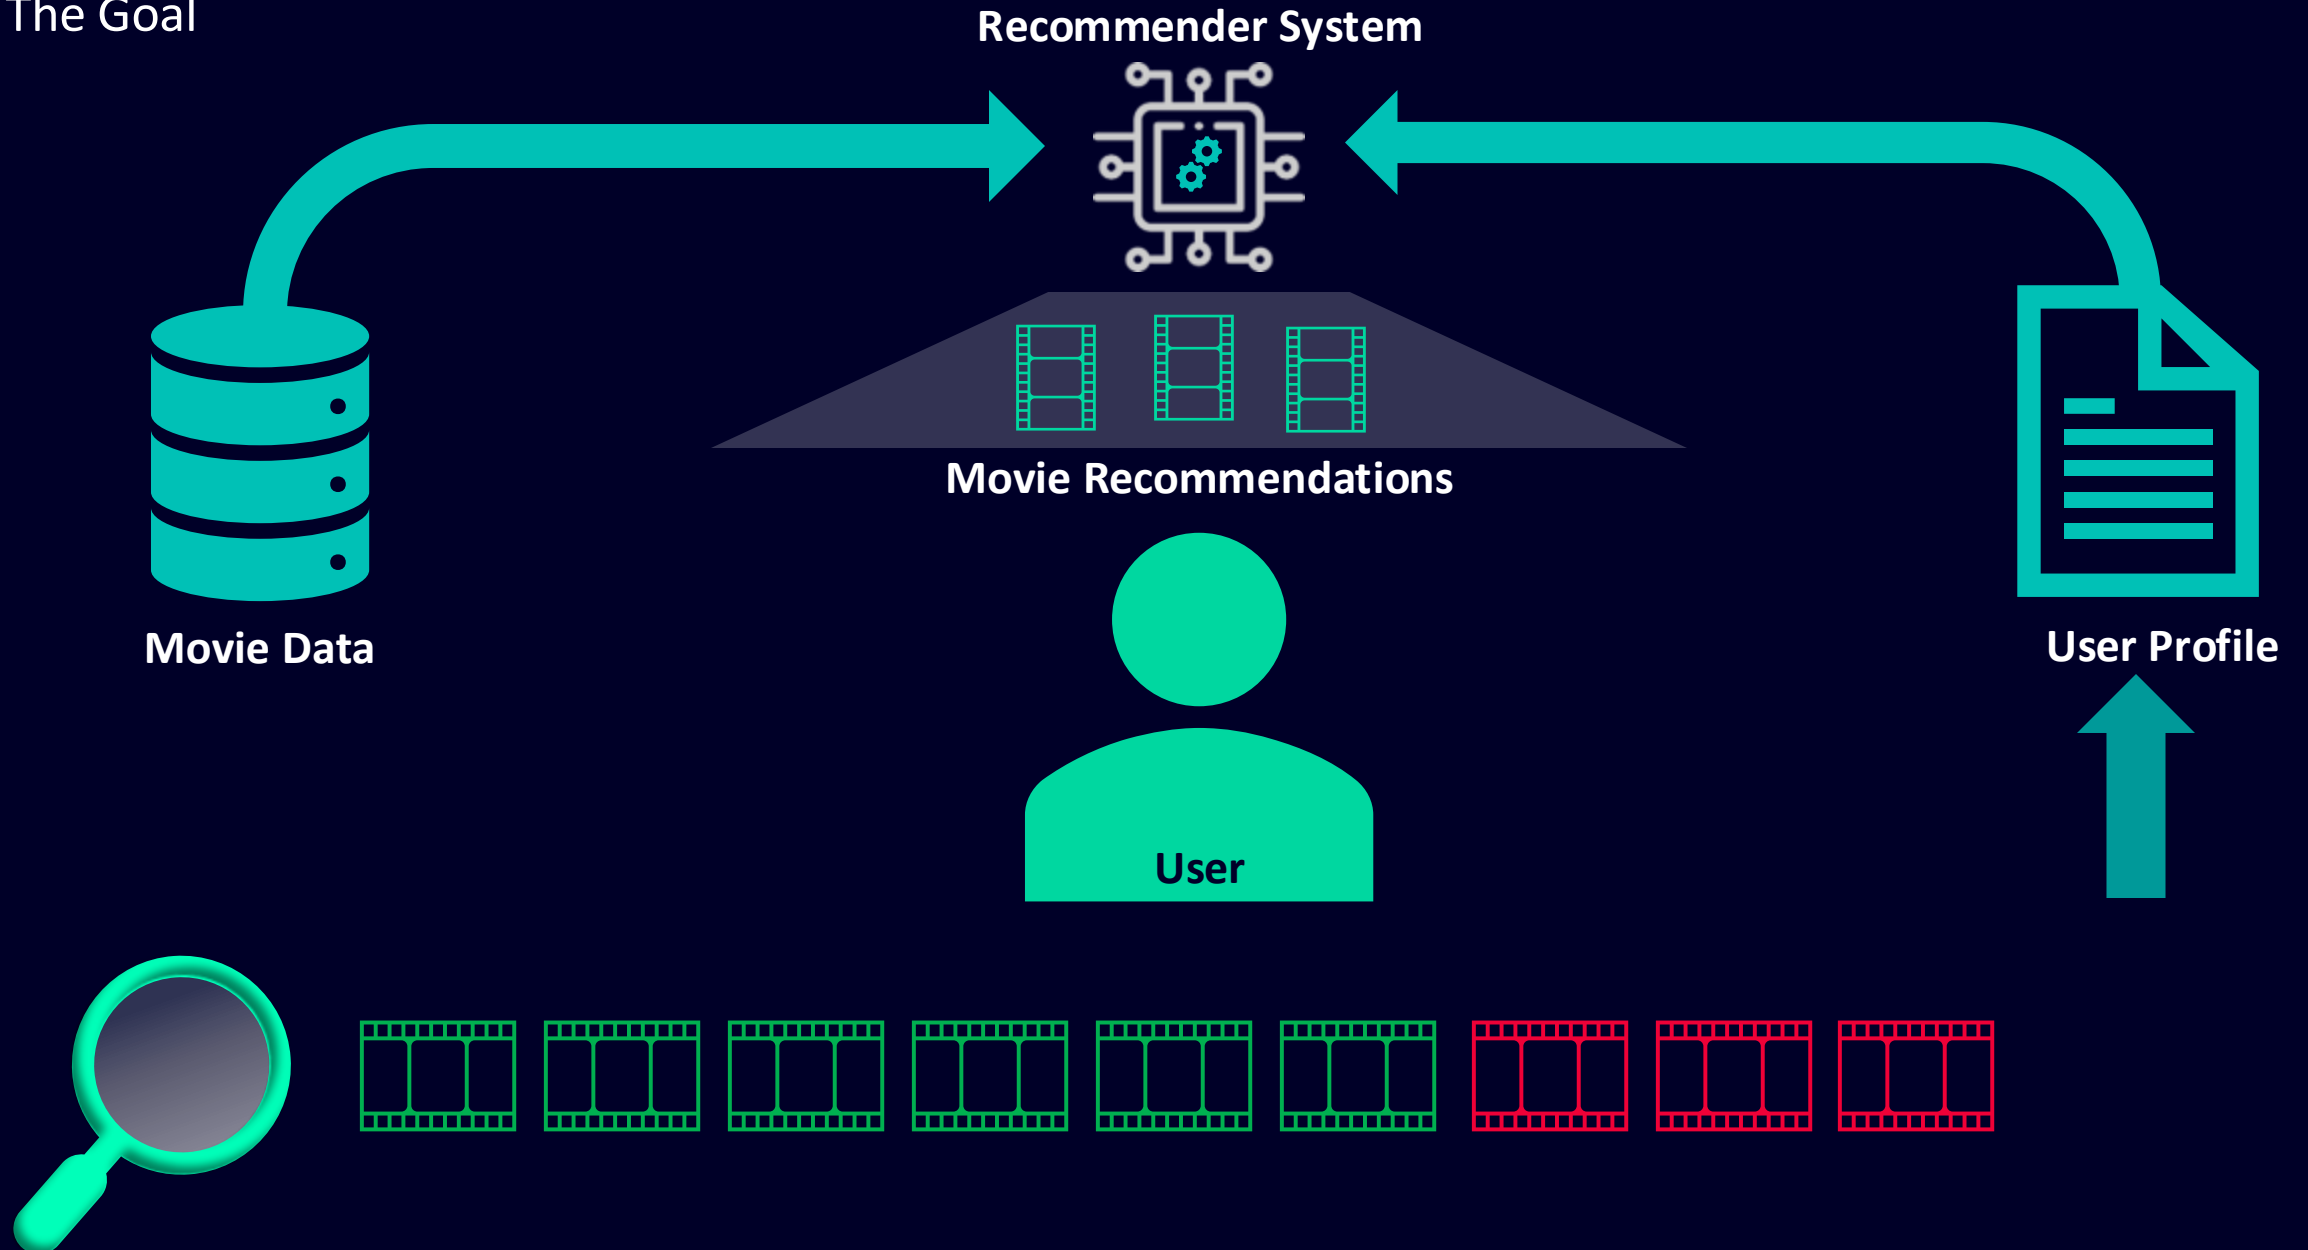 The Goal
Recommender System
Movie Recommendations
Movie Data
User Profile
User